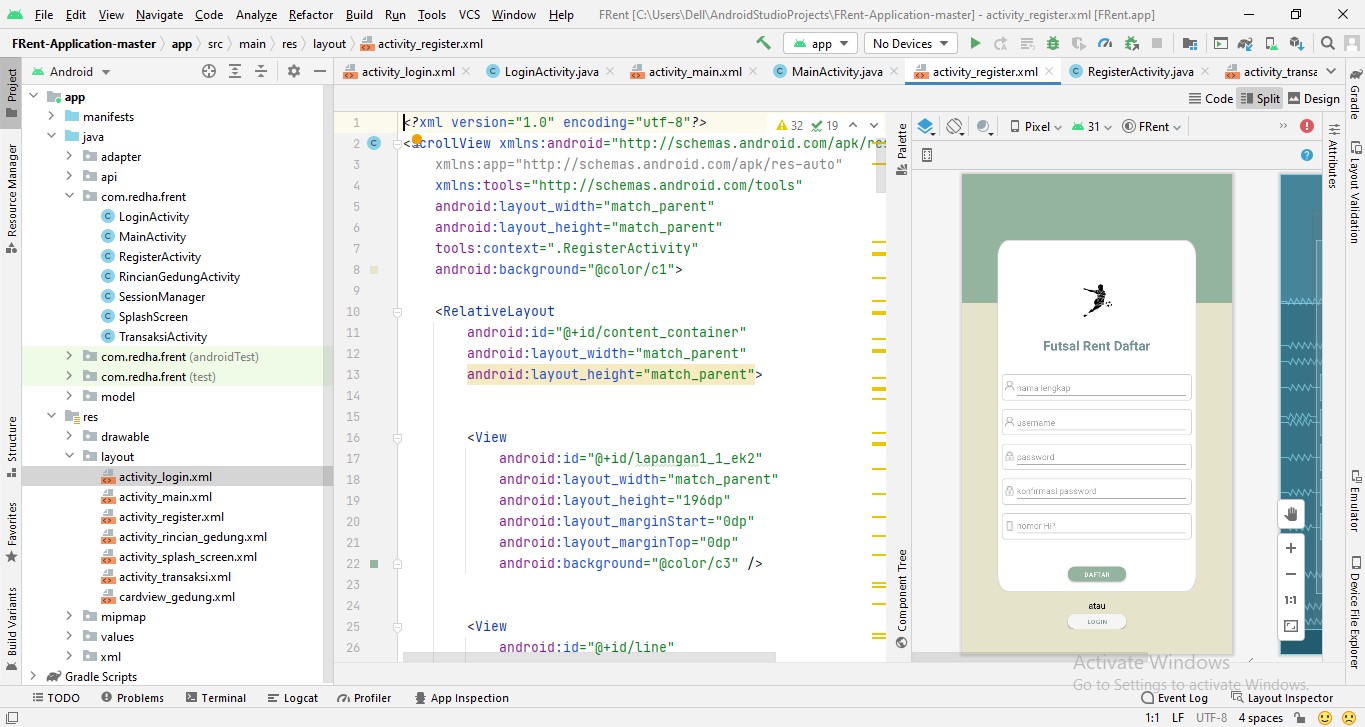 File Edit View Navigate Code Analyze Refactor Build Run Tools VCS Window Help FRent [C:\Users\Dell\AndroidStudioProjects\FRent-Application-master] - activity_register.xml [FRent.app]
FRent-Application-master app src main res layout activity_register.xml app No Devices
Android activity_login.xml LoginActivity.java activity_main.xml MainActivity.java activity_register.xml RegisterActivity.java activity_transa
Code Split Design
Project
Resource Manager
Structure
Favorites
Build Variants
app
manifests
java
adapter
api
com.redha.frent
LoginActivity
MainActivity
RegisterActivity
RincianGedungActivity
SessionManager
SplashScreen
TransaksiActivity
com.redha.frent (androidTest)
com.redha.frent (test)
model
res
drawable
layout
activity_login.xml
activity_main.xml
activity_register.xml
activity_rincian_gedung.xml
activity_splash_screen.xml
activity_transaksi.xml
cardview_gedung.xml
mipmap
values
xml
Gradle Scripts
32 19
1 <?xml version="1.0" encoding="utf-8"?>
2 <ScrollView xmlns:android="http://schemas.android.com/apk/res
3 xmlns:app="http://schemas.android.com/apk/res-auto"
4 xmlns:tools="http://schemas.android.com/tools"
5 android:layout_width="match_parent"
6 android:layout_height="match_parent"
7 tools:context=".RegisterActivity"
8 android:background="@color/c1">
9
10 <RelativeLayout
11 android:id="@+id/content_container"
12 android:layout_width="match_parent"
13 android:layout_height="match_parent">
14
15
16 <View
17 android:id="@+id/lapangan1_1_ek2"
18 android:layout_width="match_parent"
19 android:layout_height="196dp"
20 android:layout_marginStart="0dp"
21 android:layout_marginTop="0dp"
22 android:background="@color/c3" />
23
24
25 <View
26 android:id="@+id/line"
Palette
Component Tree
Pixel 31 FRent
Futsal Rent Daftar
nama lengkap
username
password
konfirmasi password
nomor HP
DAFTAR
atau
LOGIN
1:1
Attributes
Gradle
Layout Validation
Emulator
Device File Explorer
Activate Windows
Go to Settings to activate Windows.
TODO Problems Terminal Logcat Profiler App Inspection Event Log Layout Inspector
1:1 LF UTF-8 4 spaces